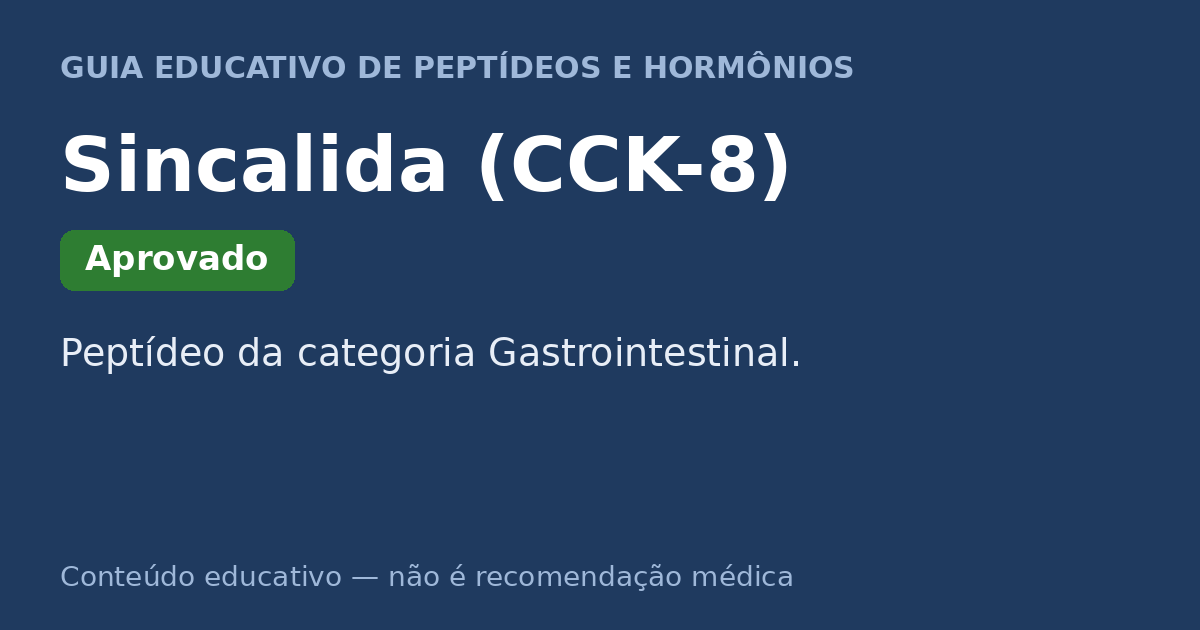 GUIA EDUCATIVO DE PEPTÍDEOS E HORMÔNIOS
Sincalida (CCK-8)
Aprovado
Peptídeo da categoria Gastrointestinal.
Conteúdo educativo — não é recomendação médica